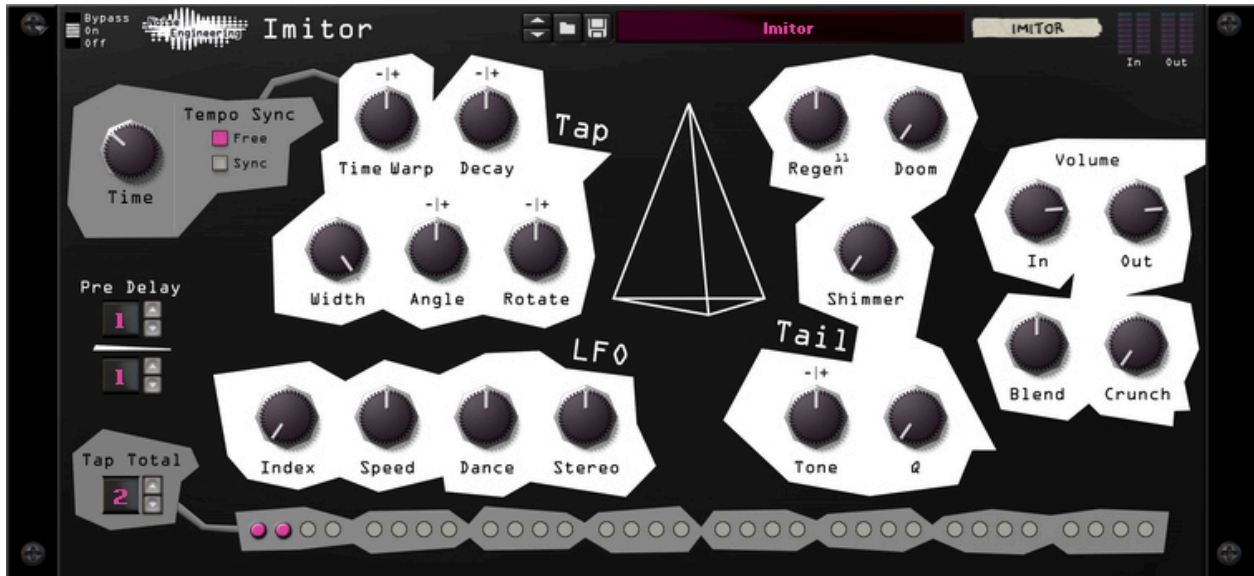 Bypass
On
Off
Noise
Engineering
Imitor
Imitor
IMITOR
In
Out
Tempo Sync
Free
Sync
Time
-|+
-|+
Time Warp
Decay
Tap
-|+
-|+
Width
Angle
Rotate
Regen
11
Doom
Shimmer
Volume
In
Out
Blend
Crunch
Pre Delay
1
1
LFO
Index
Speed
Dance
Stereo
Tail
-|+
Tone
Q
Tap Total
2